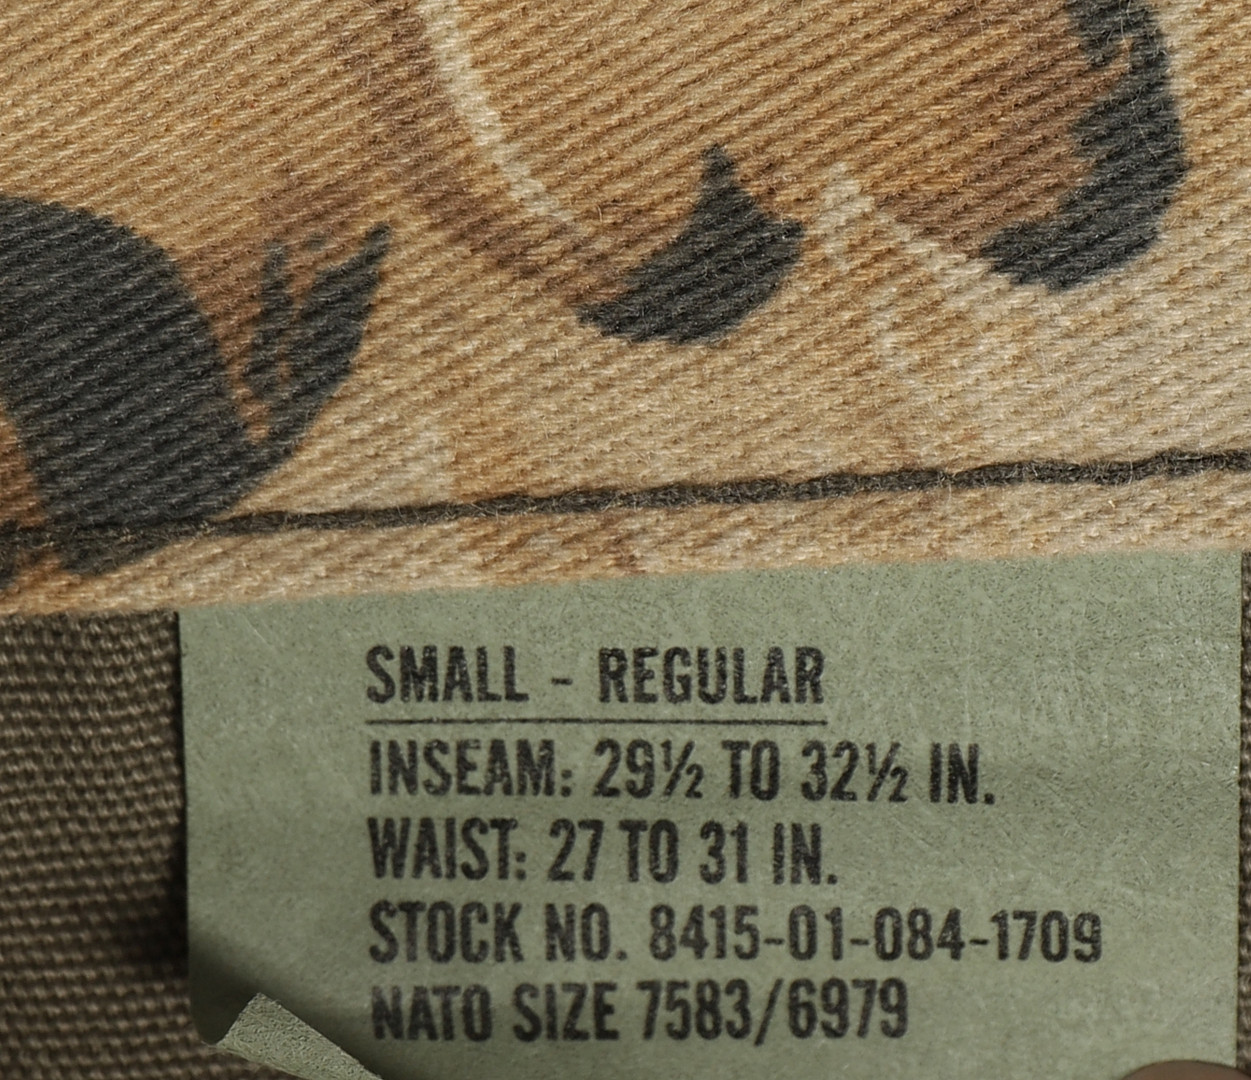 SMALL - REGULAR
INSEAM: 29½ TO 32½ IN.
WAIST: 27 TO 31 IN.
STOCK NO. 8415-01-084-1709
NATO SIZE 7583/6979